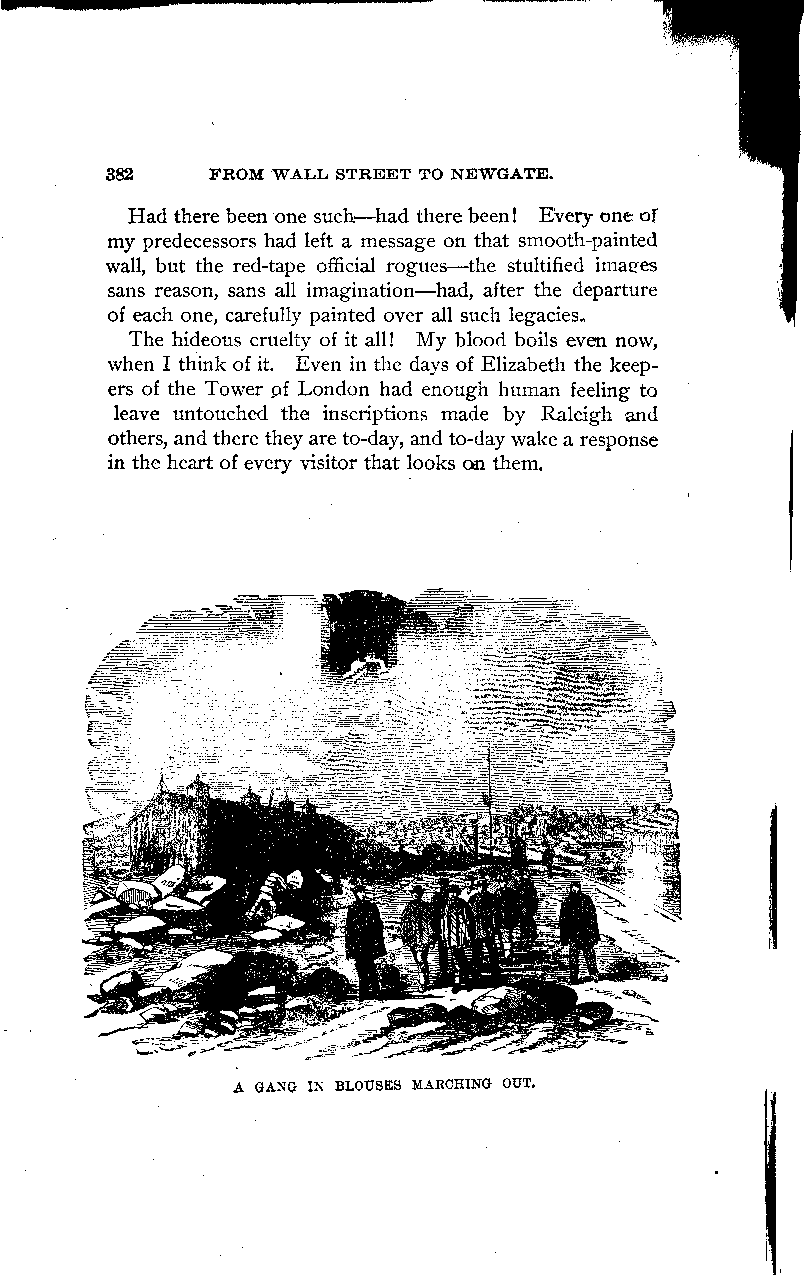 382 FROM WALL STREET TO NEWGATE.
Had there been one such—had there been! Every one of
my predecessors had left a message on that smooth-painted
wall, but the red-tape official rogues—the stultified images
sans reason, sans all imagination—had, after the departure
of each one, carefully painted over all such legacies.
The hideous cruelty of it all! My blood boils even now,
when I think of it. Even in the days of Elizabeth the keep-
ers of the Tower of London had enough human feeling to
leave untouched the inscriptions made by Raleigh and
others, and there they are to-day, and to-day wake a response
in the heart of every visitor that looks on them.
A GANG IN BLOUSES MARCHING OUT.